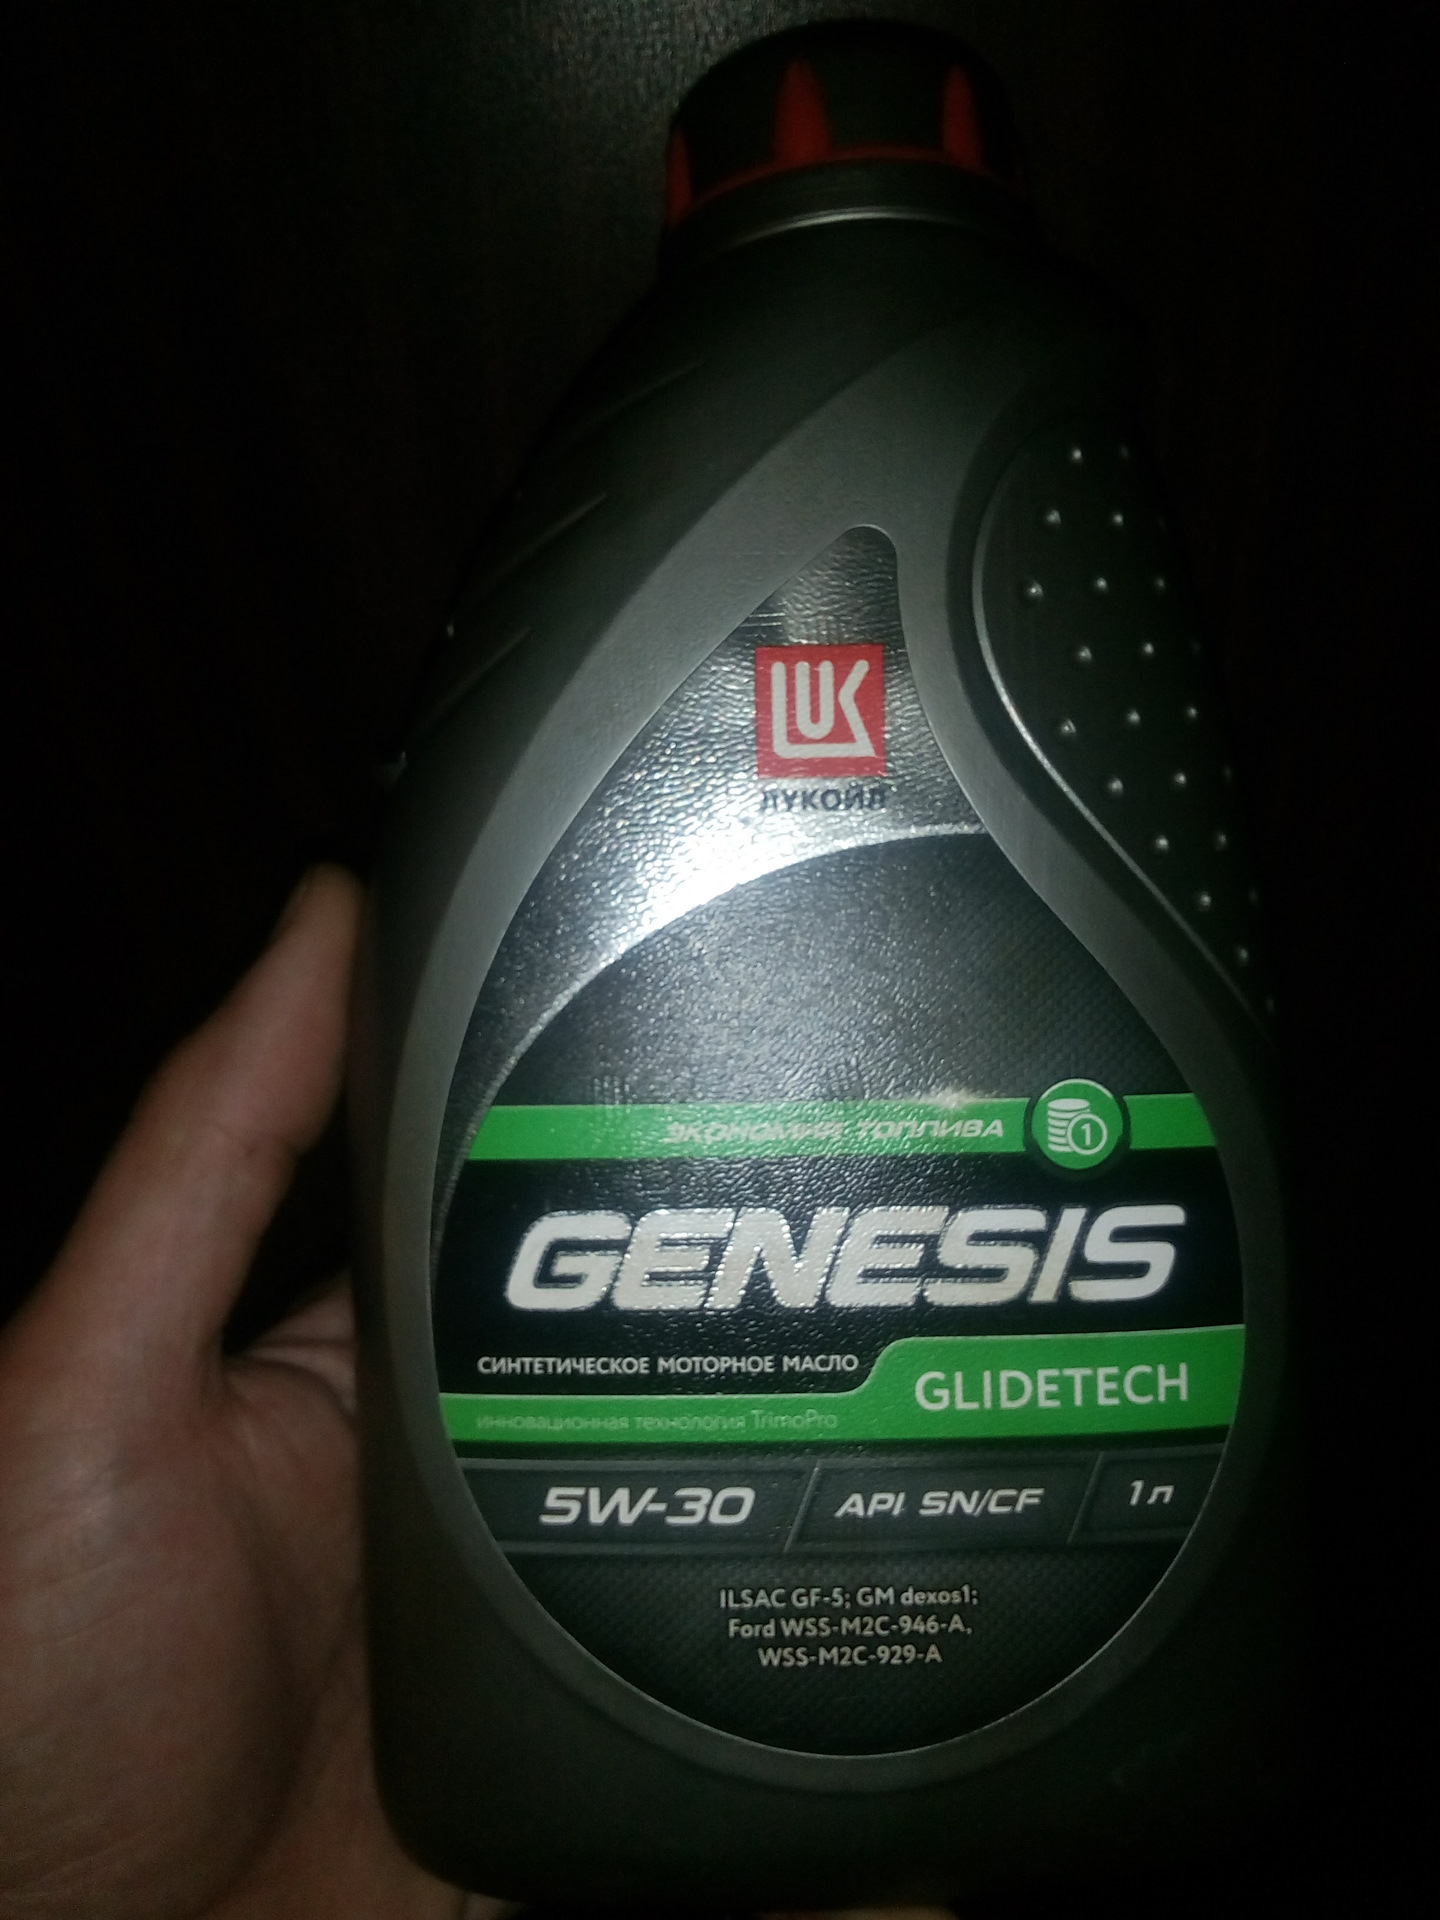 LUK
ЛУКОЙЛ
ЭКОНОМИЯ ТОПЛИВА
1
GENESIS
СИНТЕТИЧЕСКОЕ МОТОРНОЕ МАСЛО
GLIDETECH
инновационная технология TrimoPro
5W-30
API SN/CF
1 л
ILSAC GF-5; GM dexos1;
Ford WSS-M2C-946-A,
WSS-M2C-929-A